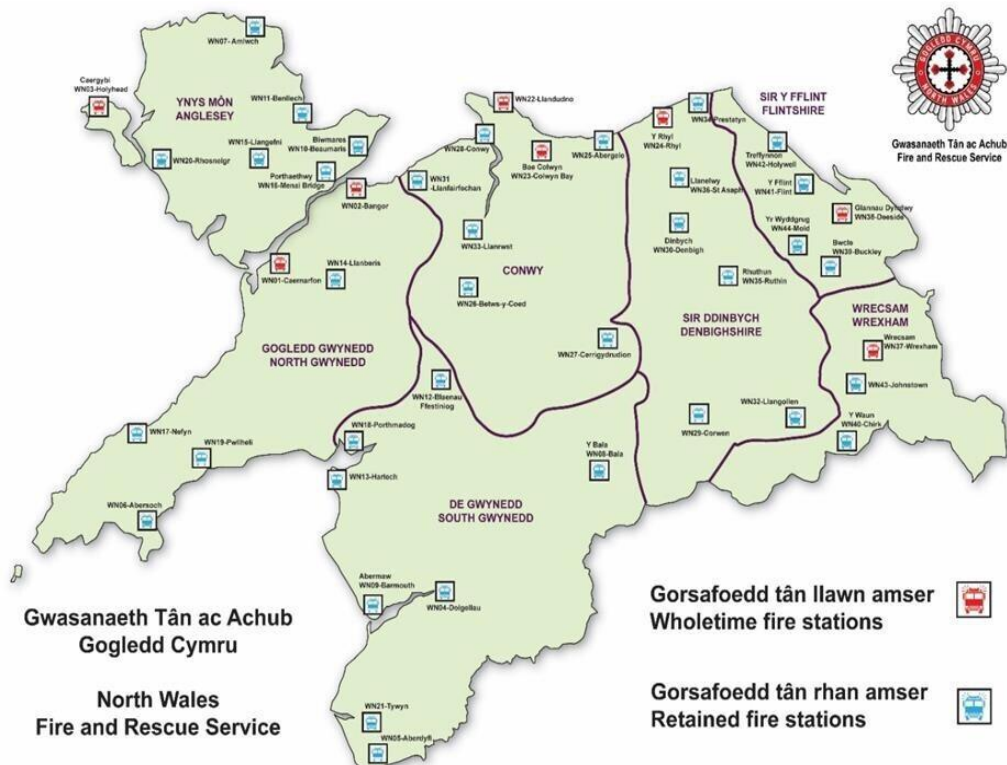 WN07- Amlwch
Caergybi
WN03-Holyhead
YNYS MÔN
ANGLESEY
WN11-Benllech
WN15-Llangefni
Biwmares
WN10-Beaumaris
WN20-Rhosneigr
Porthaethwy
WN16-Menai Bridge
WN02-Bangor
WN22-Llandudno
WN28-Conwy
Bae Colwyn
WN23-Colwyn Bay
WN25-Abergele
WN31
-Llanfairfechan
WN33-Llanrwst
CONWY
WN26-Betws-y-Coed
WN27-Cerrigydrudion
Y Rhyl
WN24-Rhyl
WN34-Prestatyn
Llanelwy
WN36-St Asaph
Dinbych
WN30-Denbigh
Rhuthun
WN35-Ruthin
SIR DDINBYCH
DENBIGHSHIRE
WN32-Llangollen
WN29-Corwen
SIR Y FFLINT
FLINTSHIRE
Treffynnon
WN42-Holywell
Y Fflint
WN41-Flint
Glannau Dyfrdwy
WN38-Deeside
Yr Wyddgrug
WN44-Mold
Bwcle
WN39-Buckley
WRECSAM
WREXHAM
Wrecsam
WN37-Wrexham
WN43-Johnstown
Y Waun
WN40-Chirk
WN01-Caernarfon
WN14-Llanberis
GOGLEDD GWYNEDD
NORTH GWYNEDD
WN12-Blaenau
Ffestiniog
WN17-Nefyn
WN19-Pwllheli
WN18-Porthmadog
WN06-Abersoch
WN13-Harlech
Y Bala
WN08-Bala
DE GWYNEDD
SOUTH GWYNEDD
Abermaw
WN09-Barmouth
WN04-Dolgellau
WN21-Tywyn
WN05-Aberdyfi
GOGLEDD CYMRU
NORTH WALES
Gwasanaeth Tân ac Achub
Fire and Rescue Service
Gwasanaeth Tân ac Achub
Gogledd Cymru
North Wales
Fire and Rescue Service
Gorsafoedd tân llawn amser
Wholetime fire stations
Gorsafoedd tân rhan amser
Retained fire stations